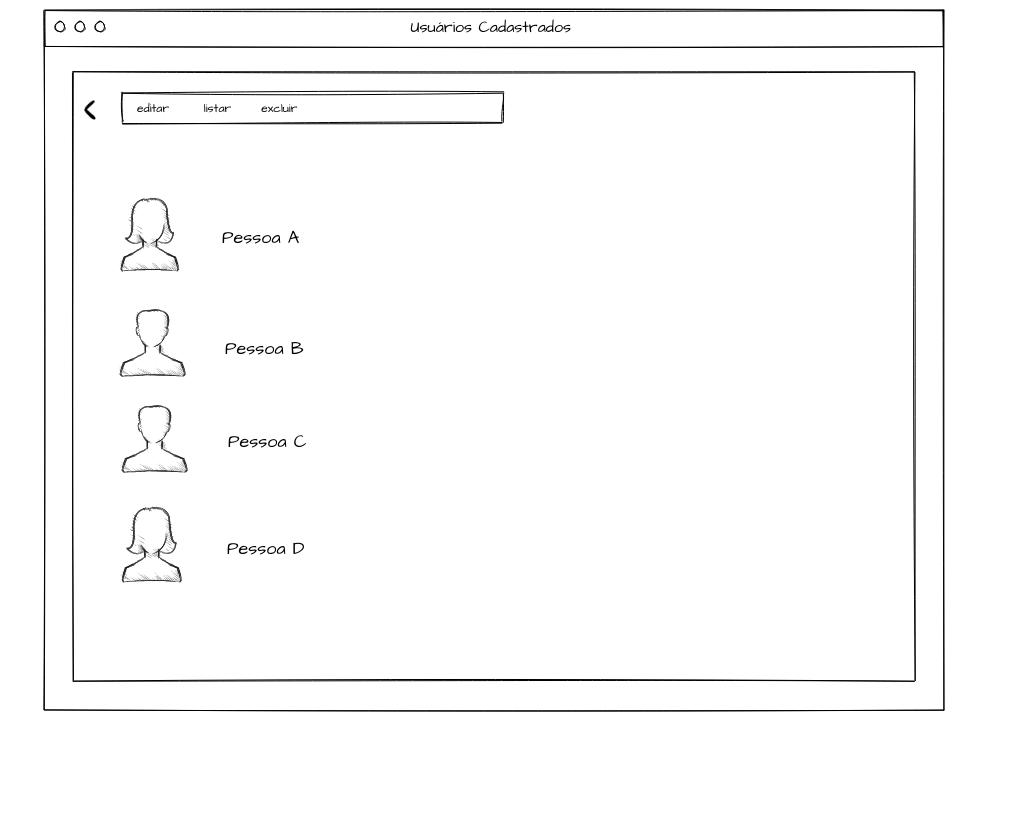 Usuários Cadastrados
editar listar excluir
Pessoa A
Pessoa B
Pessoa C
Pessoa D